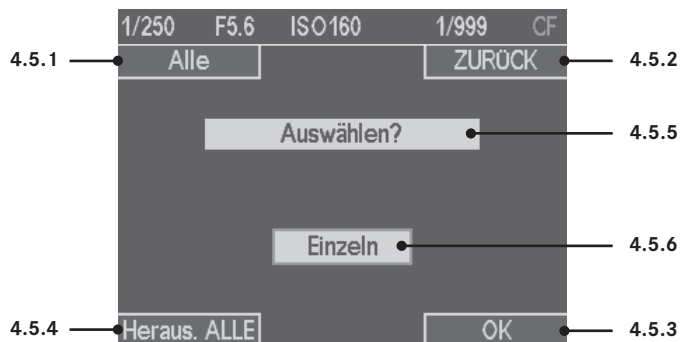 1/250 F5.6 ISO160 1/999 CF
4.5.1 Alle ZURÜCK 4.5.2
Auswählen? 4.5.5
Einzeln 4.5.6
4.5.4 Heraus. ALLE OK 4.5.3